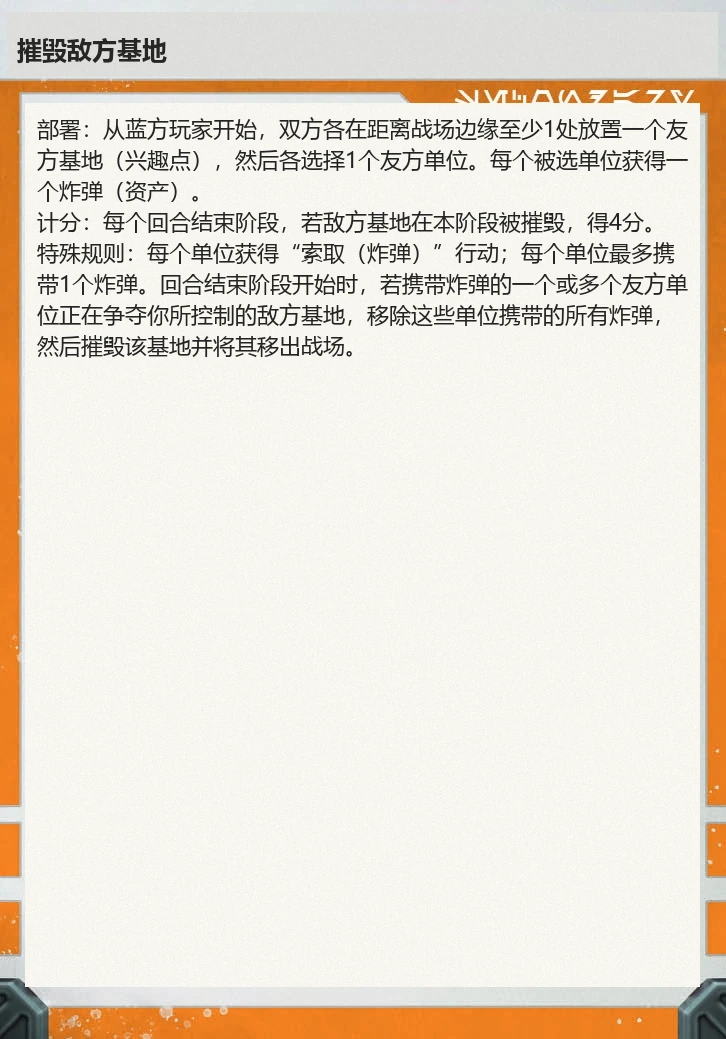 摧毁敌方基地
部署：从蓝方玩家开始，双方各在距离战场边缘至少1处放置一个友
方基地（兴趣点），然后各选择1个友方单位。每个被选单位获得一
个炸弹（资产）。
计分：每个回合结束阶段，若敌方基地在本阶段被摧毁，得4分。
特殊规则：每个单位获得“索取（炸弹）”行动；每个单位最多携
带1个炸弹。回合结束阶段开始时，若携带炸弹的一个或多个友方单
位正在争夺你所控制的敌方基地，移除这些单位携带的所有炸弹，
然后摧毁该基地并将其移出战场。